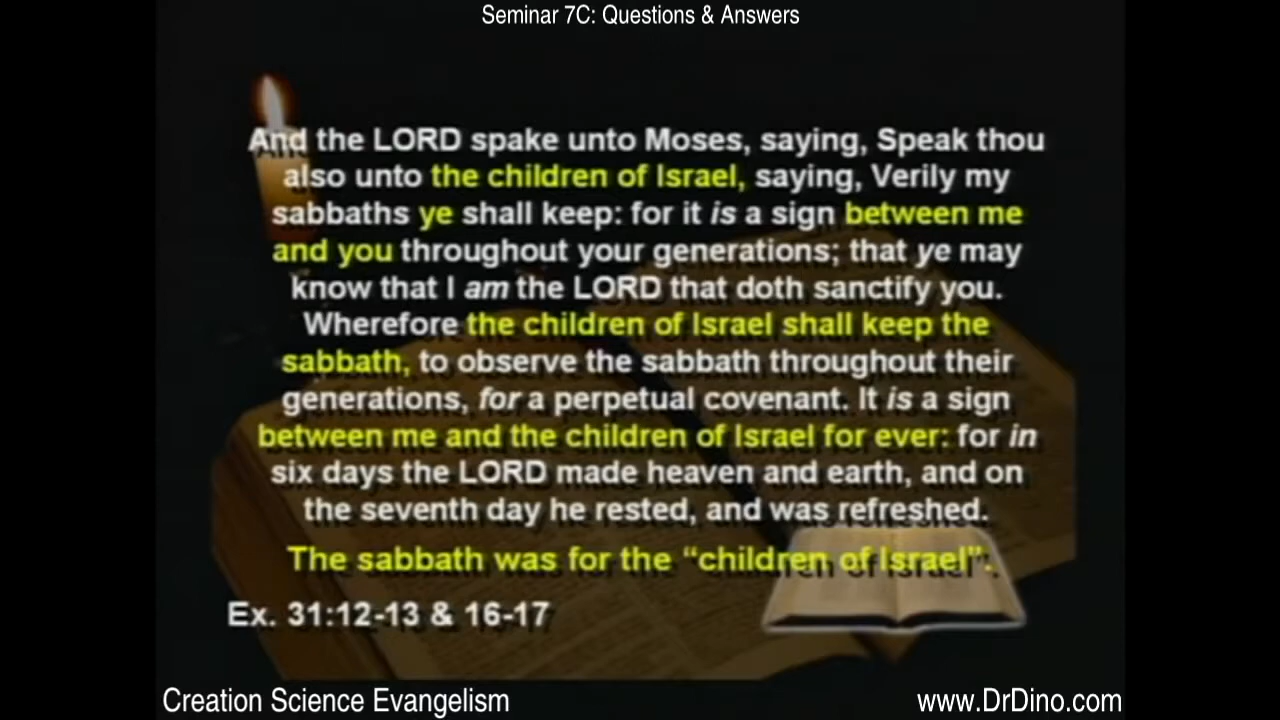 Seminar 7C: Questions & Answers
And the LORD spake unto Moses, saying, Speak thou
also unto the children of Israel, saying, Verily my
sabbaths ye shall keep: for it is a sign between me
and you throughout your generations; that ye may
know that I am the LORD that doth sanctify you.
Wherefore the children of Israel shall keep the
sabbath, to observe the sabbath throughout their
generations, for a perpetual covenant. It is a sign
between me and the children of Israel for ever: for in
six days the LORD made heaven and earth, and on
the seventh day he rested, and was refreshed.
The sabbath was for the “children of Israel”.
Ex. 31:12-13 & 16-17
Creation Science Evangelism
www.DrDino.com